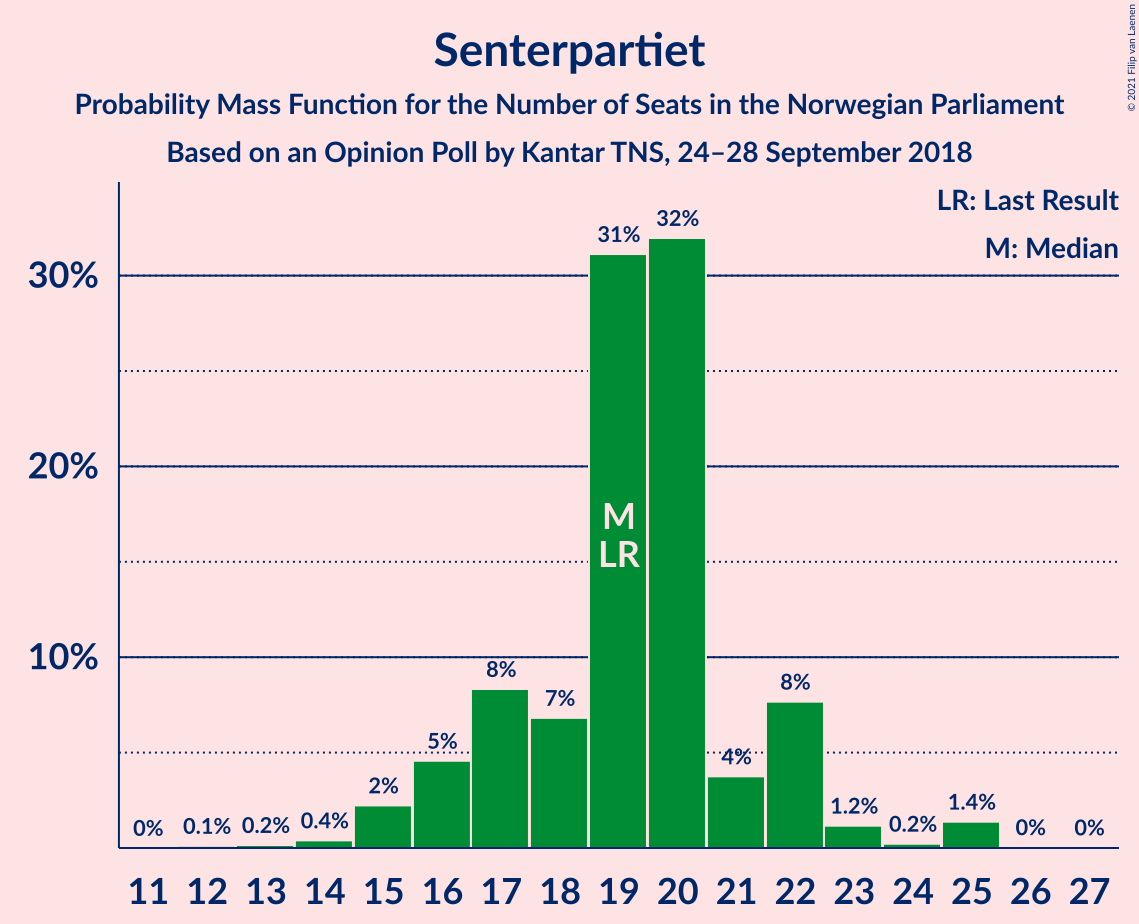 Senterpartiet
Probability Mass Function for the Number of Seats in the Norwegian Parliament
Based on an Opinion Poll by Kantar TNS, 24–28 September 2018
© 2021 Filip van Laenen
LR: Last Result
M: Median
30%
20%
10%
0%
0.1%
0.2%
0.4%
2%
5%
8%
7%
31%
32%
4%
8%
1.2%
0.2%
1.4%
0%
0%
M
LR
11 12 13 14 15 16 17 18 19 20 21 22 23 24 25 26 27